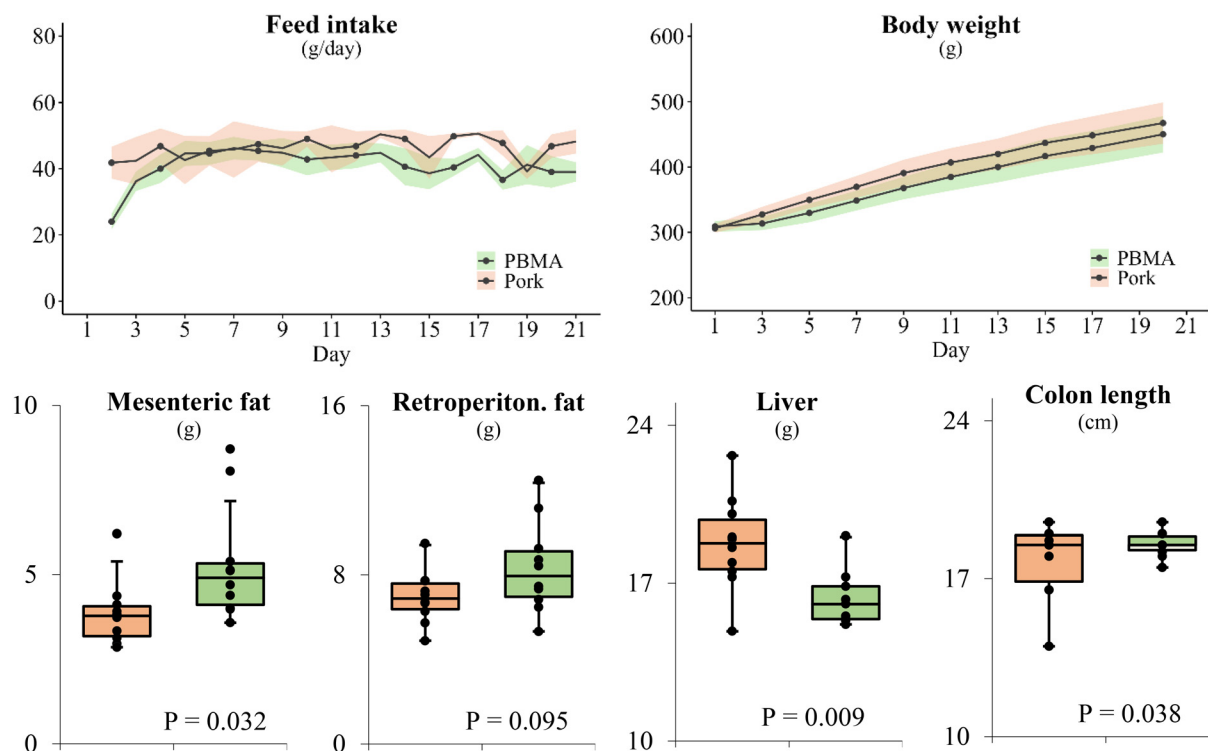 Feed intake
(g/day)
80
60
40
20
0
PBMA
Pork
1 3 5 7 9 11 13 15 17 19 21
Day
Body weight
(g)
600
500
400
300
200
PBMA
Pork
1 3 5 7 9 11 13 15 17 19 21
Day
Mesenteric fat
(g)
10
5
0
P = 0.032
Retroperiton. fat
(g)
16
8
0
P = 0.095
Liver
(g)
24
17
10
P = 0.009
Colon length
(cm)
24
17
10
P = 0.038